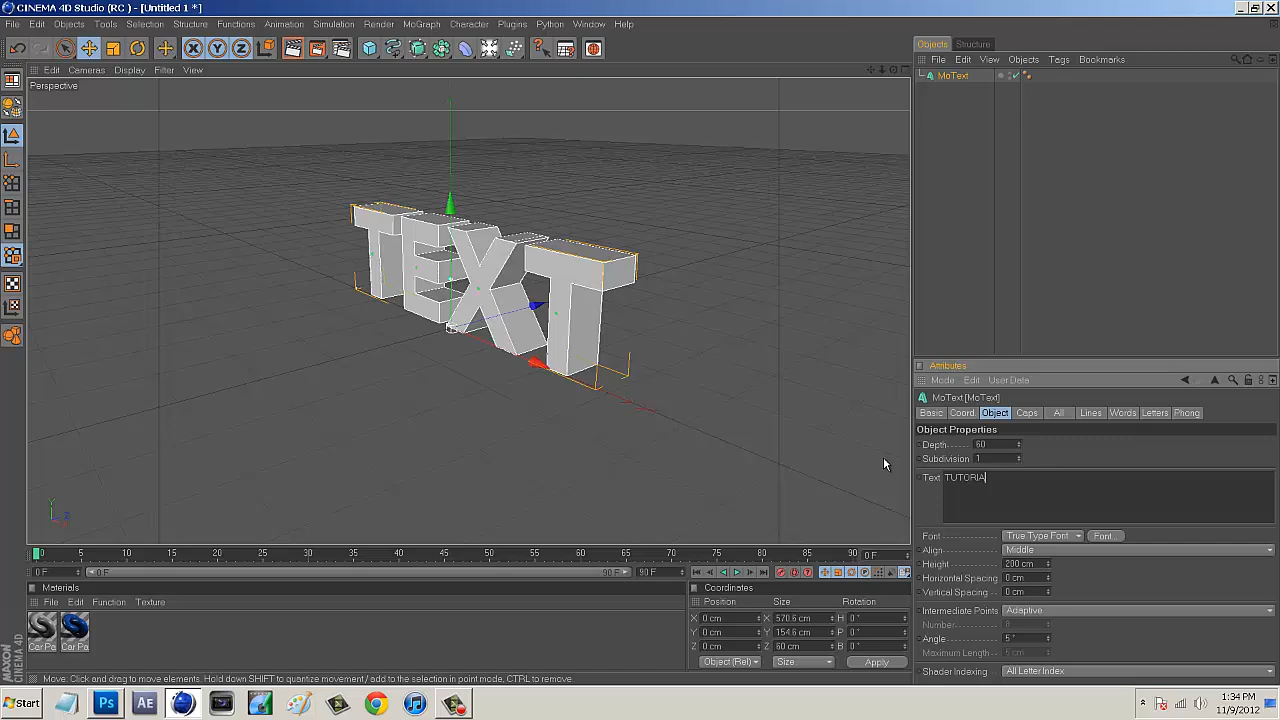 CINEMA 4D Studio (RC) - [Untitled 1 *]
File Edit Objects Tools Selection Structure Functions Animation Simulation Render MoGraph Character Plugins Python Window Help
Objects Structure
Edit Cameras Display Filter View
File Edit View Objects Tags Bookmarks
Perspective
MoText
TEXT
Attributes
Mode Edit User Data
MoText [MoText]
Basic Coord. Object Caps All Lines Words Letters Phong
Object Properties
Depth 60
Subdivision 1
Text TUTORIA
Font True Type Font Font...
Align Middle
Height 200 cm
Horizontal Spacing 0 cm
Vertical Spacing 0 cm
Intermediate Points Adaptive
Number 8
Angle 5 °
Maximum Length 5 cm
Shader Indexing All Letter Index
Y
Z
0 5 10 15 20 25 30 35 40 45 50 55 60 65 70 75 80 85 90 0 F
0 F 0 F 90 F 90 F
Materials
File Edit Function Texture
Car Pa Car Pa
Coordinates
Position Size Rotation
X 0 cm X 570.6 cm H 0 °
Y 0 cm Y 154.6 cm P 0 °
Z 0 cm Z 60 cm B 0 °
Object (Rel) Size Apply
MAXON
CINEMA 4D
Move: Click and drag to move elements. Hold down SHIFT to quantize movement / add to the selection in point mode, CTRL to remove
Start Ps Ae
1:34 PM
11/9/2012